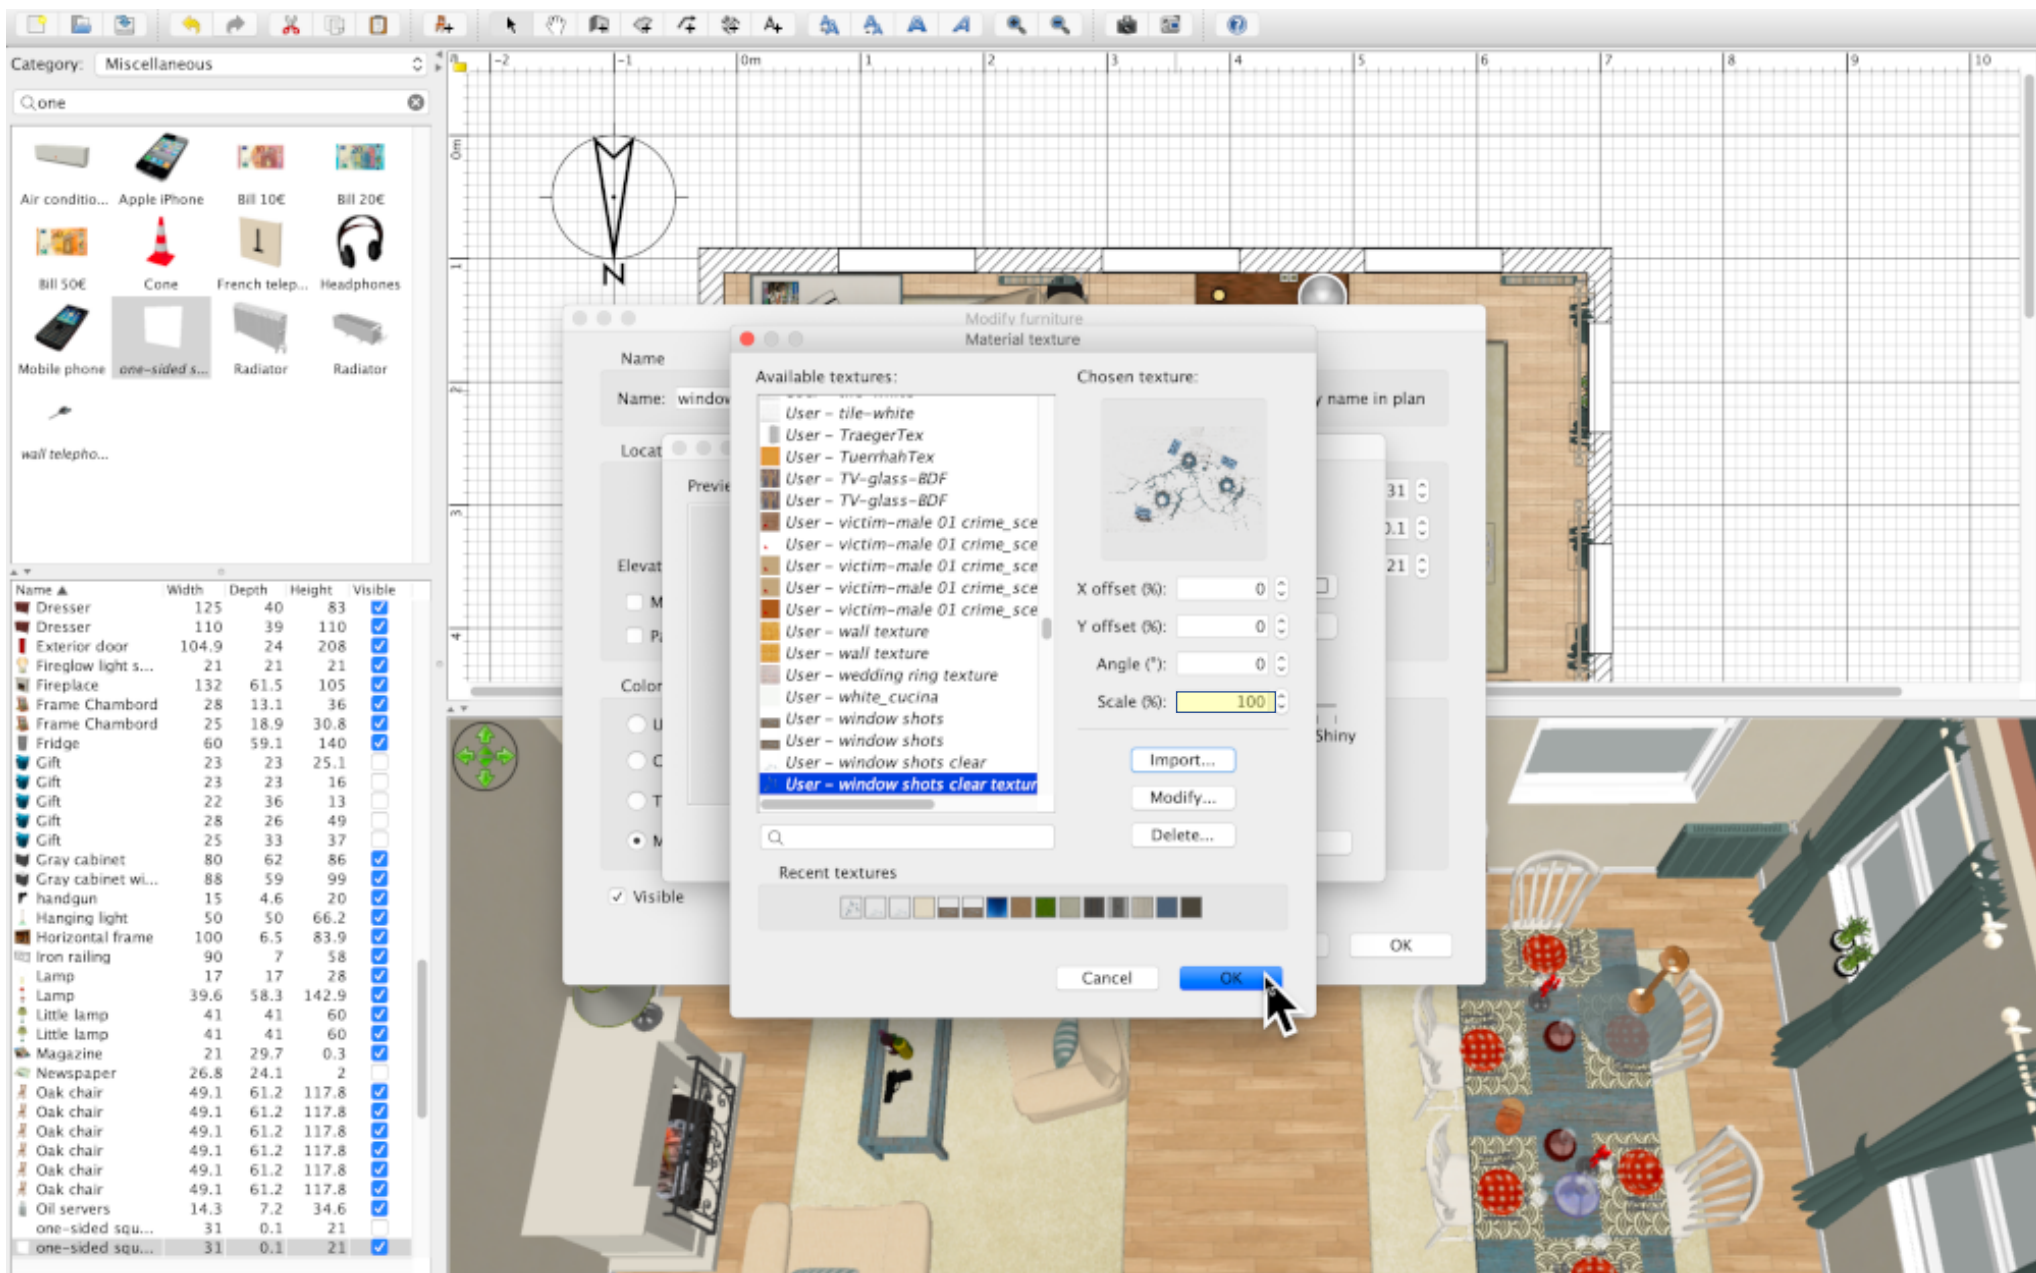 Category: Miscellaneous
one
Air conditio... Apple iPhone Bill 10€ Bill 20€
Bill 50€ Cone French telep... Headphones
Mobile phone one-sided s... Radiator Radiator
wall telepho...
Name Width Depth Height Visible
Dresser 125 40 83
Dresser 110 39 110
Exterior door 104.9 24 208
Fireglow light s... 21 21 21
Fireplace 132 61.5 105
Frame Chambord 28 13.1 36
Frame Chambord 25 18.9 30.8
Fridge 60 59.1 140
Gift 23 23 25.1
Gift 23 23 16
Gift 22 36 13
Gift 28 26 49
Gift 25 33 37
Gray cabinet 80 62 86
Gray cabinet wi... 88 59 99
handgun 15 4.6 20
Hanging light 50 50 66.2
Horizontal frame 100 6.5 83.9
Iron railing 90 7 58
Lamp 17 17 28
Lamp 39.6 58.3 142.9
Little lamp 41 41 60
Little lamp 41 41 60
Magazine 21 29.7 0.3
Newspaper 26.8 24.1 2
Oak chair 49.1 61.2 117.8
Oak chair 49.1 61.2 117.8
Oak chair 49.1 61.2 117.8
Oak chair 49.1 61.2 117.8
Oak chair 49.1 61.2 117.8
Oak chair 49.1 61.2 117.8
Oil servers 14.3 7.2 34.6
one-sided squ... 31 0.1 21
one-sided squ... 31 0.1 21
-2 -1 0m 1 2 3 4 5 6 7 8 9 10
0m
1
2
3
4
N
Modify furniture
Name
Name: window
y name in plan
Locat
Previe
31
0.1
21
Elevat
M
Pa
Color
U
C
T
M
Shiny
Visible
OK
Material texture
Available textures:
User - tile-white
User - TraegerTex
User - TuerrhahTex
User - TV-glass-BDF
User - TV-glass-BDF
User - victim-male 01 crime_sce
User - victim-male 01 crime_sce
User - victim-male 01 crime_sce
User - victim-male 01 crime_sce
User - victim-male 01 crime_sce
User - wall texture
User - wall texture
User - wedding ring texture
User - white_cucina
User - window shots
User - window shots
User - window shots clear
User - window shots clear textur
Chosen texture:
X offset (%): 0
Y offset (%): 0
Angle (°): 0
Scale (%): 100
Import...
Modify...
Delete...
Recent textures
Cancel OK